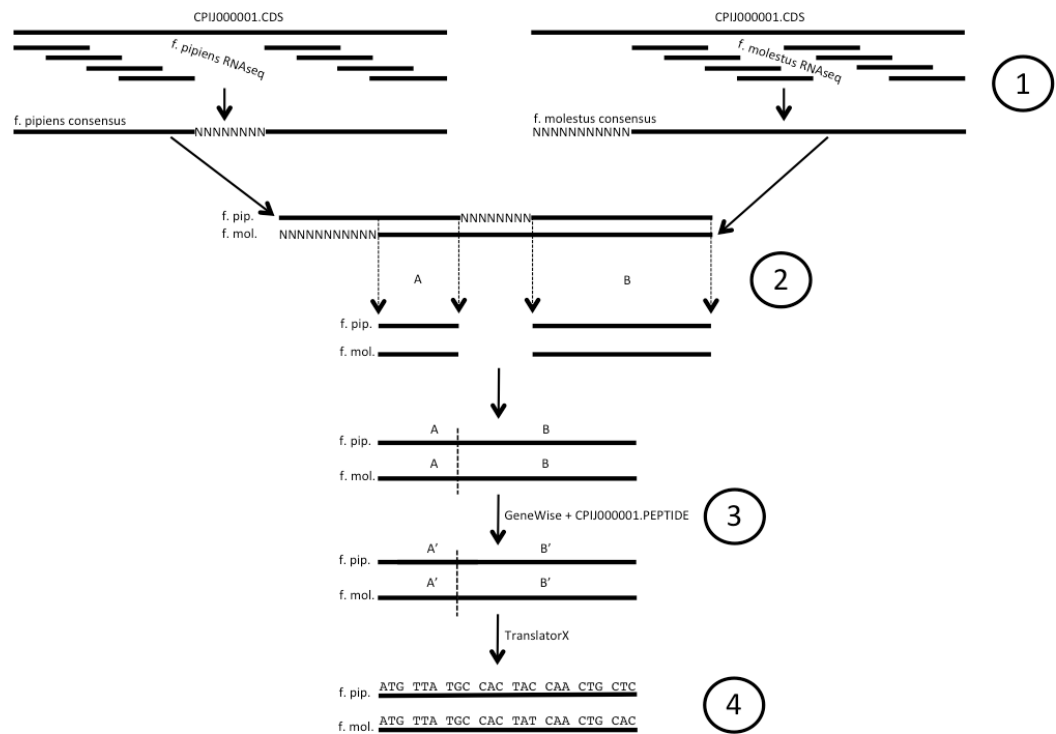 CPIJ000001.CDS
CPIJ000001.CDS
f. pipiens RNAseq
f. molestus RNAseq
1
f. pipiens consensus
NNNNNNNN
f. molestus consensus
NNNNNNNNNNN
f. pip.
NNNNNNNN
f. mol.
NNNNNNNNNNN
2
A
B
f. pip.
f. mol.
A
B
f. pip.
A
B
f. mol.
GeneWise + CPIJ000001.PEPTIDE
3
A’
B’
f. pip.
A’
B’
f. mol.
TranslatorX
f. pip.
ATG TTA TGC CAC TAC CAA CTG CTC
4
f. mol.
ATG TTA TGC CAC TAT CAA CTG CAC